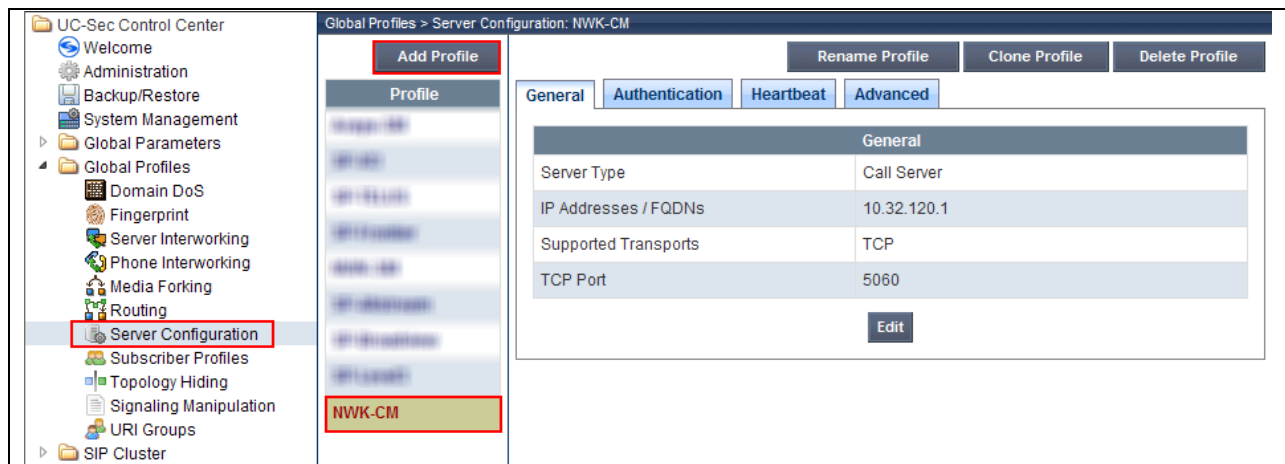 UC-Sec Control Center
Welcome
Administration
Backup/Restore
System Management
Global Parameters
Global Profiles
Domain DoS
Fingerprint
Server Interworking
Phone Interworking
Media Forking
Routing
Server Configuration
Subscriber Profiles
Topology Hiding
Signaling Manipulation
URI Groups
SIP Cluster
Global Profiles > Server Configuration: NWK-CM
Add Profile
Profile
NWK-CM
Rename Profile Clone Profile Delete Profile
General Authentication Heartbeat Advanced
General
Server Type Call Server
IP Addresses / FQDNs 10.32.120.1
Supported Transports TCP
TCP Port 5060
Edit